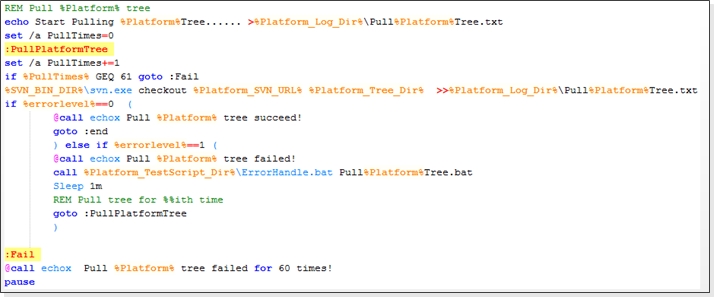 REM Pull %Platform% tree
echo Start Pulling %Platform%Tree...... >%Platform_Log_Dir%\Pull%Platform%Tree.txt
set /a PullTimes=0
:PullPlatformTree
set /a PullTimes+=1
if %PullTimes% GEQ 61 goto :Fail
%SVN_BIN_DIR%\svn.exe checkout %Platform_SVN_URL% %Platform_Tree_Dir%  >>%Platform_Log_Dir%\Pull%Platform%Tree.txt
if %errorlevel%==0  (
        @call echox Pull %Platform% tree succeed!
        goto :end
        ) else if %errorlevel%==1 (
        @call echox Pull %Platform% tree failed!
        call %Platform_TestScript_Dir%\ErrorHandle.bat Pull%Platform%Tree.bat
        Sleep 1m
        REM Pull tree for %%ith time
        goto :PullPlatformTree
        )
:Fail
@call echox  Pull %Platform% tree failed for 60 times!
pause